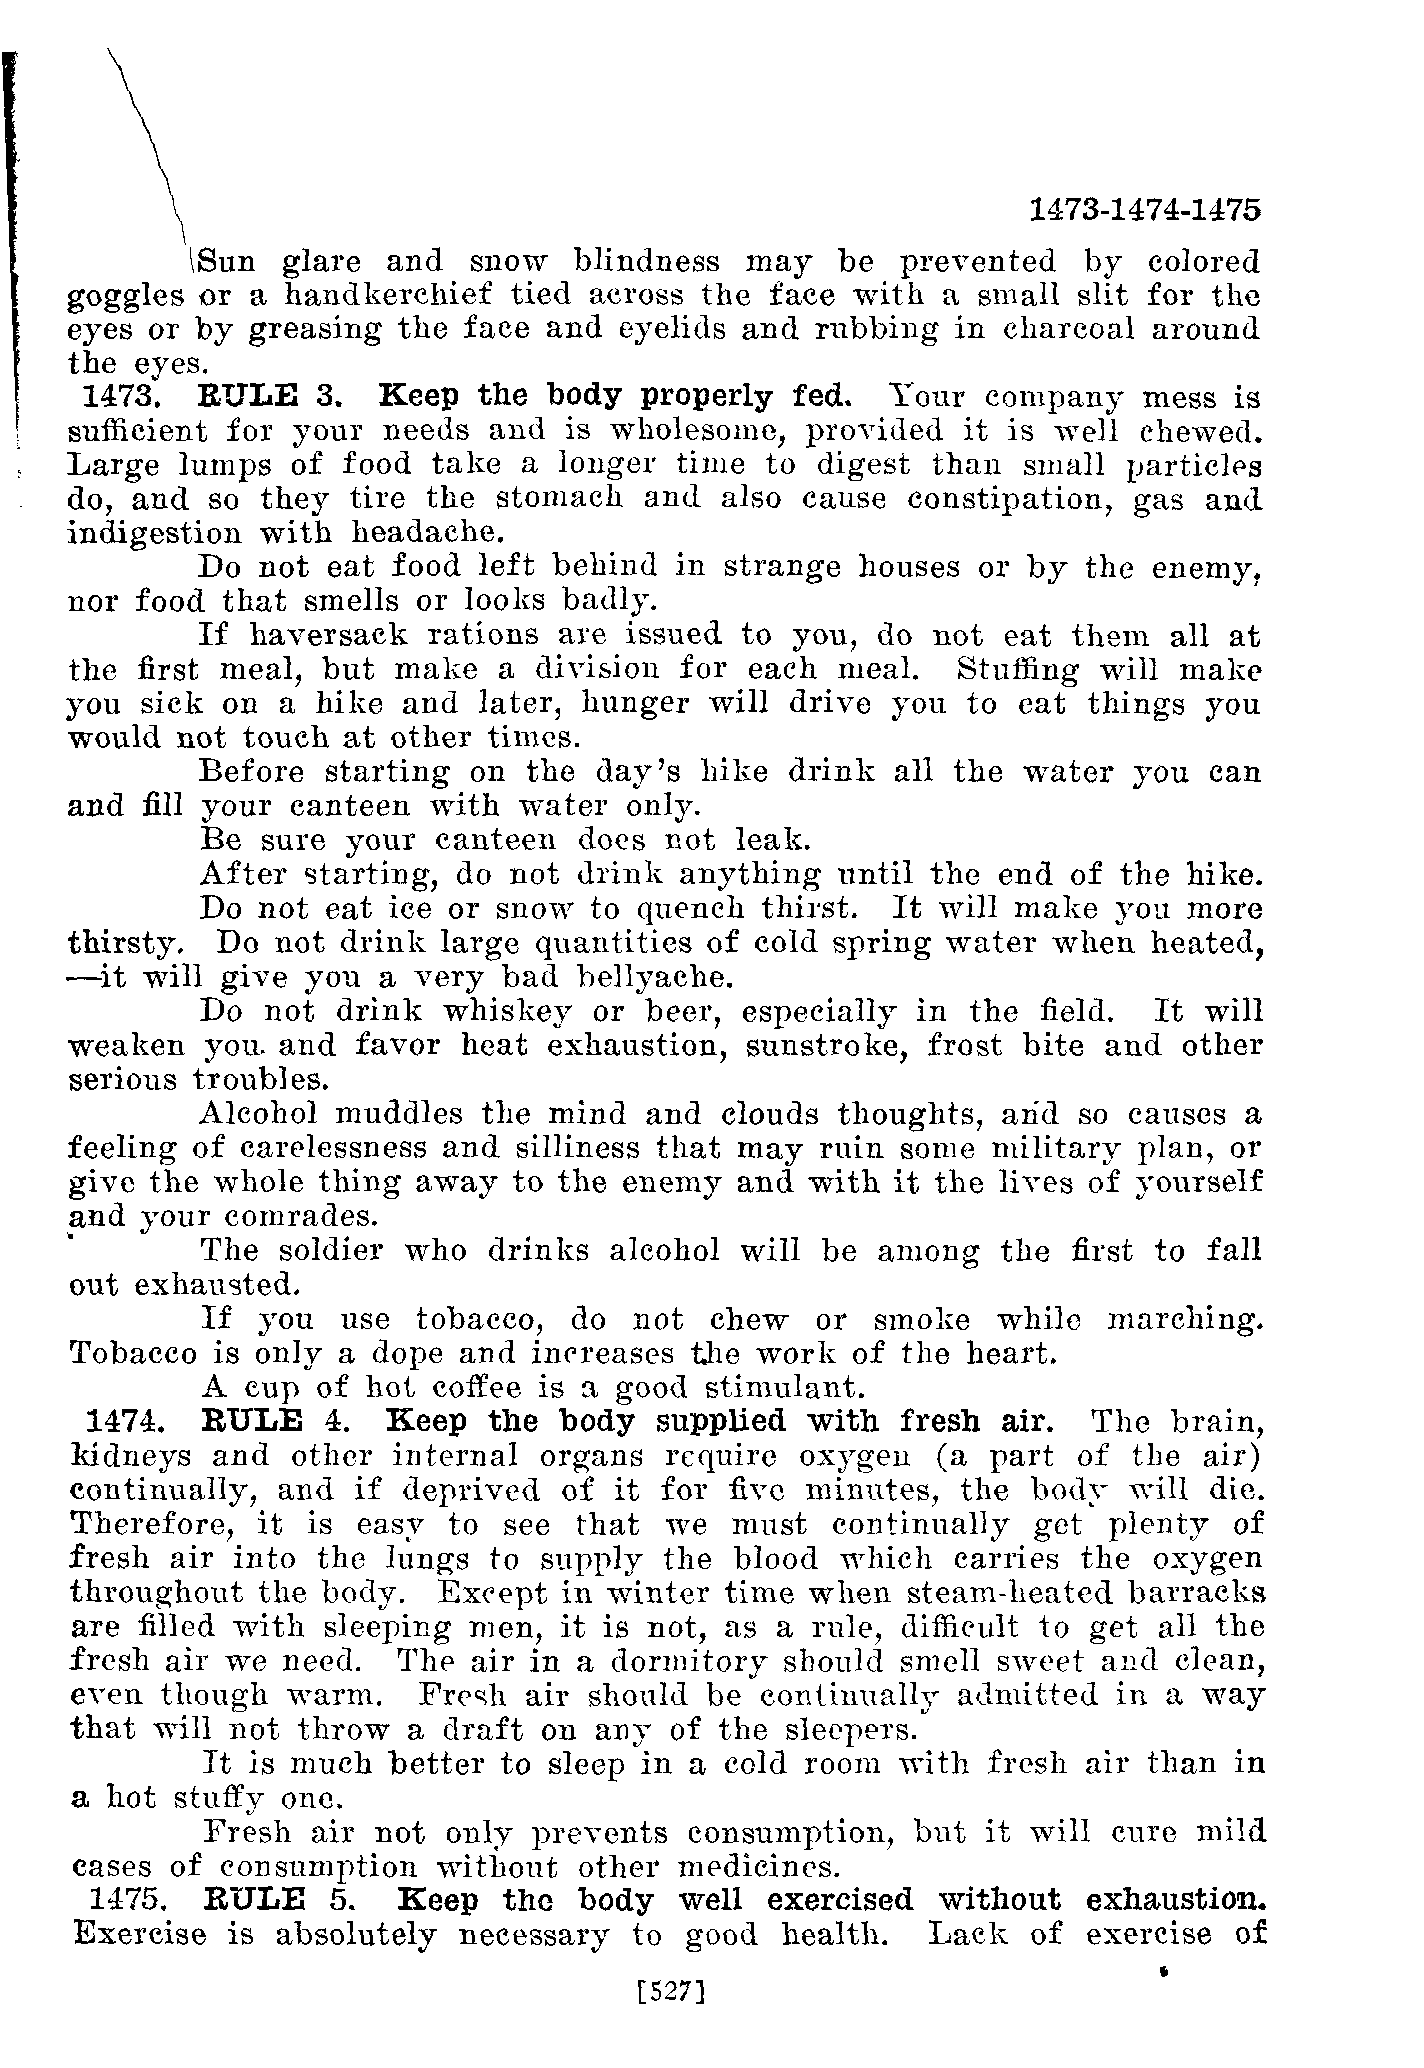 1473-1474-1475
Sun glare and snow blindness may be prevented by colored
goggles or a handkerchief tied across the face with a small slit for the
eyes or by greasing the face and eyelids and rubbing in charcoal around
the eyes.
1473. RULE 3. Keep the body properly fed. Your company mess is
sufficient for your needs and is wholesome, provided it is well chewed.
Large lumps of food take a longer time to digest than small particles
do, and so they tire the stomach and also cause constipation, gas and
indigestion with headache.
Do not eat food left behind in strange houses or by the enemy,
nor food that smells or looks badly.
If haversack rations are issued to you, do not eat them all at
the first meal, but make a division for each meal. Stuffing will make
you sick on a hike and later, hunger will drive you to eat things you
would not touch at other times.
Before starting on the day's hike drink all the water you can
and fill your canteen with water only.
Be sure your canteen does not leak.
After starting, do not drink anything until the end of the hike.
Do not eat ice or snow to quench thirst. It will make you more
thirsty. Do not drink large quantities of cold spring water when heated,
—it will give you a very bad bellyache.
Do not drink whiskey or beer, especially in the field. It will
weaken you and favor heat exhaustion, sunstroke, frost bite and other
serious troubles.
Alcohol muddles the mind and clouds thoughts, and so causes a
feeling of carelessness and silliness that may ruin some military plan, or
give the whole thing away to the enemy and with it the lives of yourself
and your comrades.
The soldier who drinks alcohol will be among the first to fall
out exhausted.
If you use tobacco, do not chew or smoke while marching.
Tobacco is only a dope and increases the work of the heart.
A cup of hot coffee is a good stimulant.
1474. RULE 4. Keep the body supplied with fresh air. The brain,
kidneys and other internal organs require oxygen (a part of the air)
continually, and if deprived of it for five minutes, the body will die.
Therefore, it is easy to see that we must continually get plenty of
fresh air into the lungs to supply the blood which carries the oxygen
throughout the body. Except in winter time when steam-heated barracks
are filled with sleeping men, it is not, as a rule, difficult to get all the
fresh air we need. The air in a dormitory should smell sweet and clean,
even though warm. Fresh air should be continually admitted in a way
that will not throw a draft on any of the sleepers.
It is much better to sleep in a cold room with fresh air than in
a hot stuffy one.
Fresh air not only prevents consumption, but it will cure mild
cases of consumption without other medicines.
1475. RULE 5. Keep the body well exercised without exhaustion.
Exercise is absolutely necessary to good health. Lack of exercise of
[527]